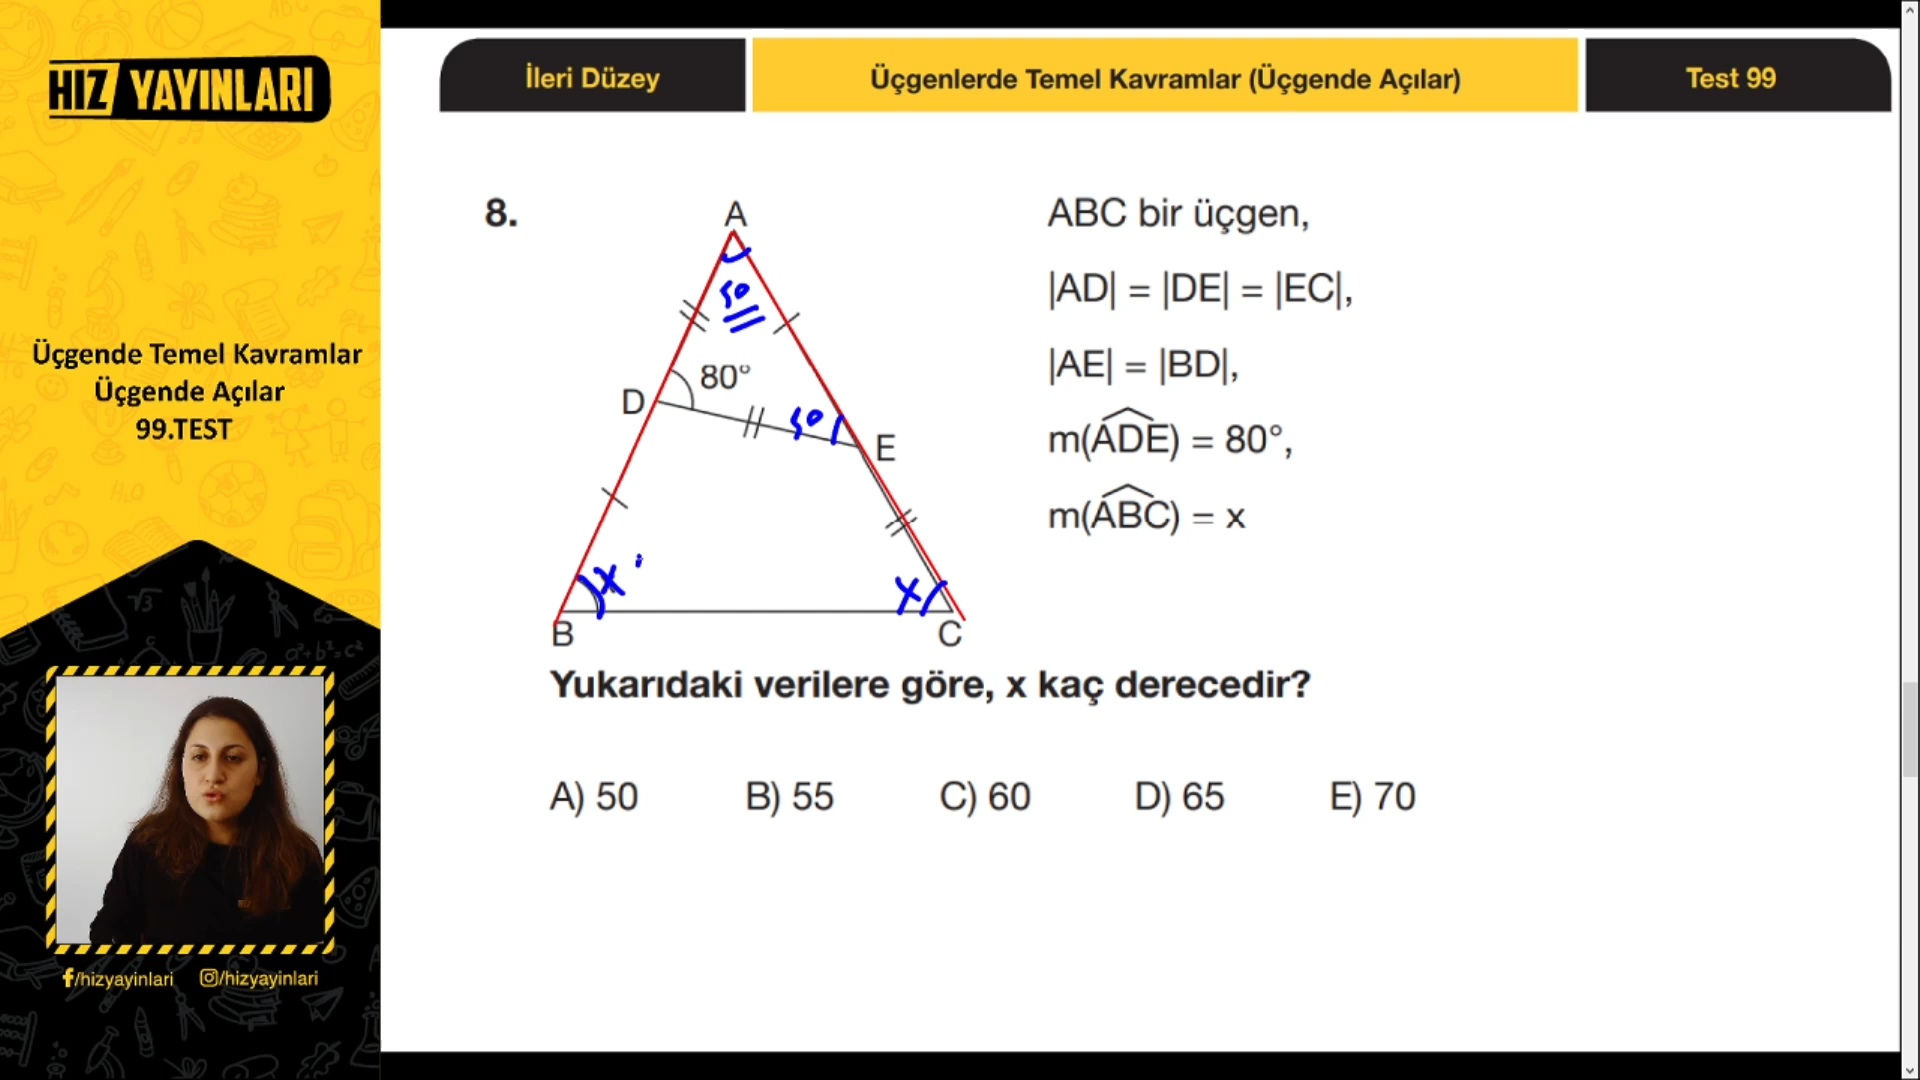 HIZ YAYINLARI
Üçgende Temel Kavramlar
Üçgende Açılar
99.TEST
/hizyayinlari /hizyayinlari
İleri Düzey
Üçgenlerde Temel Kavramlar (Üçgende Açılar)
Test 99
8.
A
50
80°
D
50
E
x
x
B
C
ABC bir üçgen,
|AD| = |DE| = |EC|,
|AE| = |BD|,
m(ADE) = 80°,
m(ABC) = x
Yukarıdaki verilere göre, x kaç derecedir?
A) 50 B) 55 C) 60 D) 65 E) 70